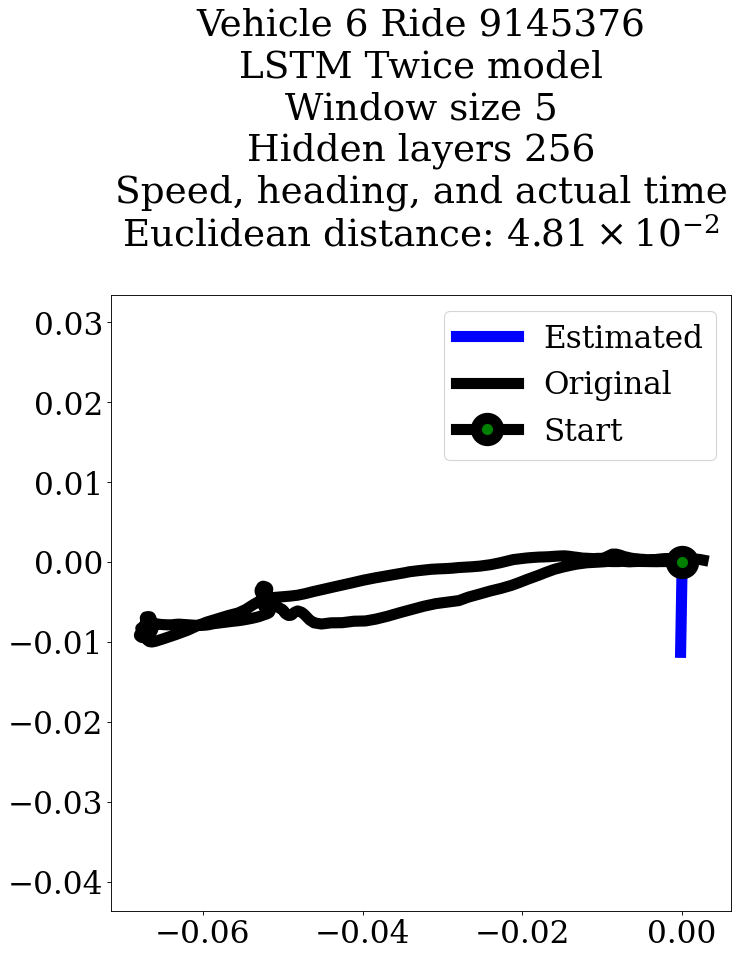 Vehicle 6 Ride 9145376
LSTM Twice model
Window size 5
Hidden layers 256
Speed, heading, and actual time
Euclidean distance: 4.81 × 10⁻²
Estimated
Original
Start
0.03
0.02
0.01
0.00
−0.01
−0.02
−0.03
−0.04
−0.06
−0.04
−0.02
0.00